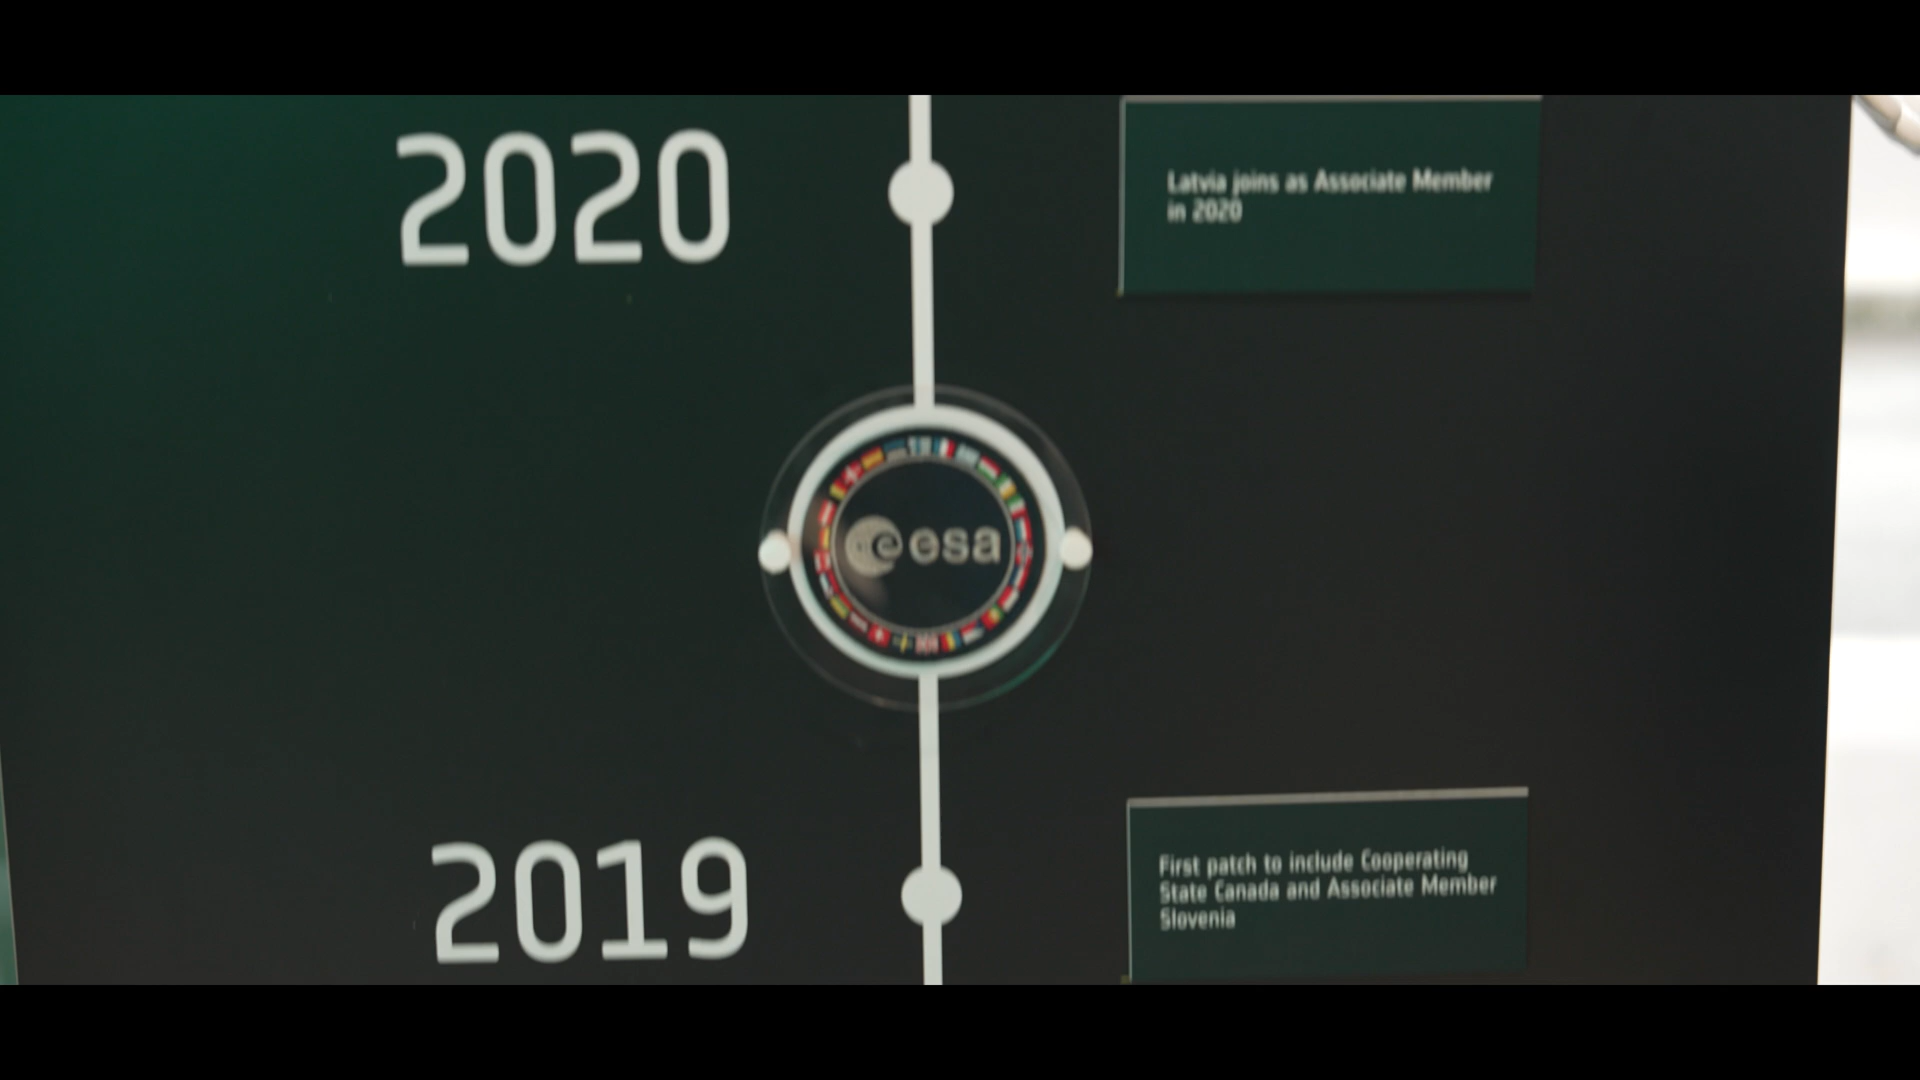 2020
Latvia joins as Associate Member
in 2020
esa
2019
First patch to include Cooperating
State Canada and Associate Member
Slovenia